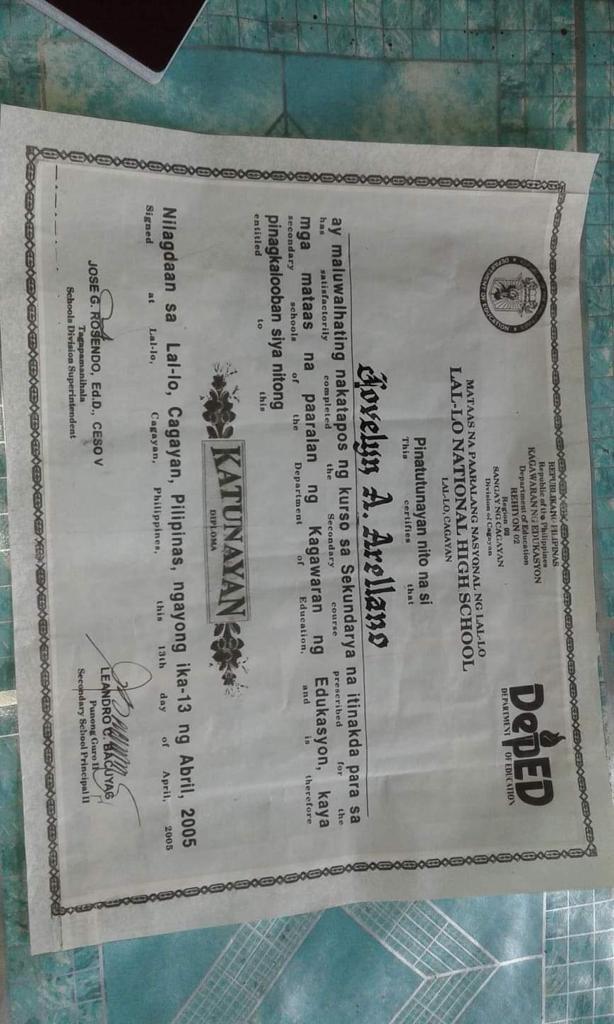 REPUBLIKANG PILIPINAS
Republic of the Philippines
KAGAWARAN NG EDUKASYON
Department of Education
REHIYON 02
Region 02
SANGAY NG CAGAYAN
Division of Cagayan
DepED
DEPARTMENT OF EDUCATION
MATAAS NA PAARALANG NASYONAL NG LAL-LO
LAL-LO NATIONAL HIGH SCHOOL
LAL-LO, CAGAYAN
Pinatutunayan nito na si
This certifies that
Jovelyn A. Arellano
ay maluwalhating nakatapos ng kurso sa Sekundarya na itinakda para sa
has satisfactorily completed the Secondary course prescribed for the
mga mataas na paaralan ng Kagawaran ng Edukasyon, kaya
secondary schools of the Department of Education, and is therefore
pinagkalooban siya nitong
entitled to this
KATUNAYAN
DIPLOMA
Nilagdaan sa Lal-lo, Cagayan, Pilipinas, ngayong ika-13 ng Abril, 2005
Signed at Lal-lo, Cagayan, Philippines, this 13th day of April, 2005
JOSE G. ROSENDO, Ed.D., CESO V
Tagapamanihala
Schools Division Superintendent
LEANDRO C. BACUYAG
Punong Guro II
Secondary School Principal II